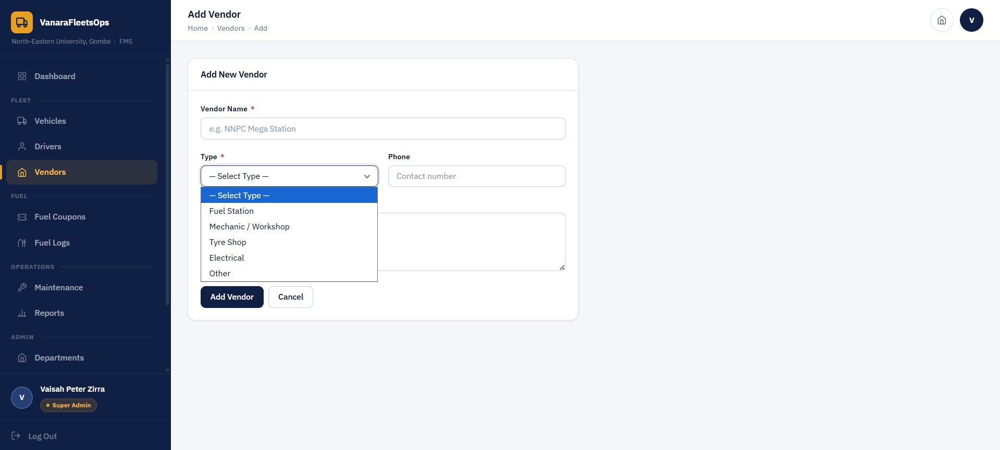 VanaraFleetsOps
North-Eastern University, Gombe · FMS
Dashboard
FLEET
Vehicles
Drivers
Vendors
FUEL
Fuel Coupons
Fuel Logs
OPERATIONS
Maintenance
Reports
ADMIN
Departments
V
Vaisah Peter Zirra
Super Admin
Log Out
Add Vendor
Home › Vendors › Add
V
Add New Vendor
Vendor Name *
e.g. NNPC Mega Station
Type *
Phone
— Select Type —
Contact number
— Select Type —
Fuel Station
Mechanic / Workshop
Tyre Shop
Electrical
Other
Add Vendor
Cancel